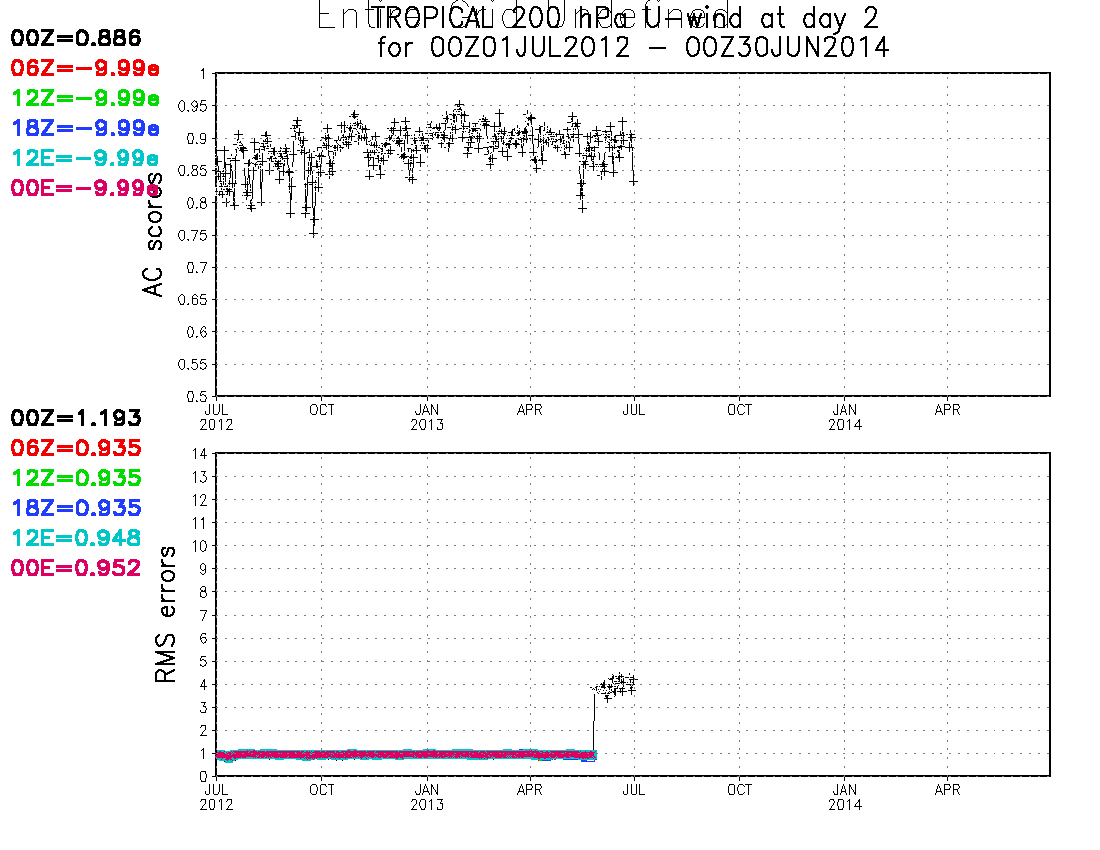 Entire Grid Undefined
TROPICAL 200 hPa U-wind at day 2
for 00Z01JUL2012 - 00Z30JUN2014
00Z=0.886
06Z=-9.99e
12Z=-9.99e
18Z=-9.99e
12E=-9.99e
00E=-9.99e
AC scores
1
0.95
0.9
0.85
0.8
0.75
0.7
0.65
0.6
0.55
0.5
JUL OCT JAN APR JUL OCT JAN APR
2012 2013 2014
00Z=1.193
06Z=0.935
12Z=0.935
18Z=0.935
12E=0.948
00E=0.952
RMS errors
14
13
12
11
10
9
8
7
6
5
4
3
2
1
0
JUL OCT JAN APR JUL OCT JAN APR
2012 2013 2014